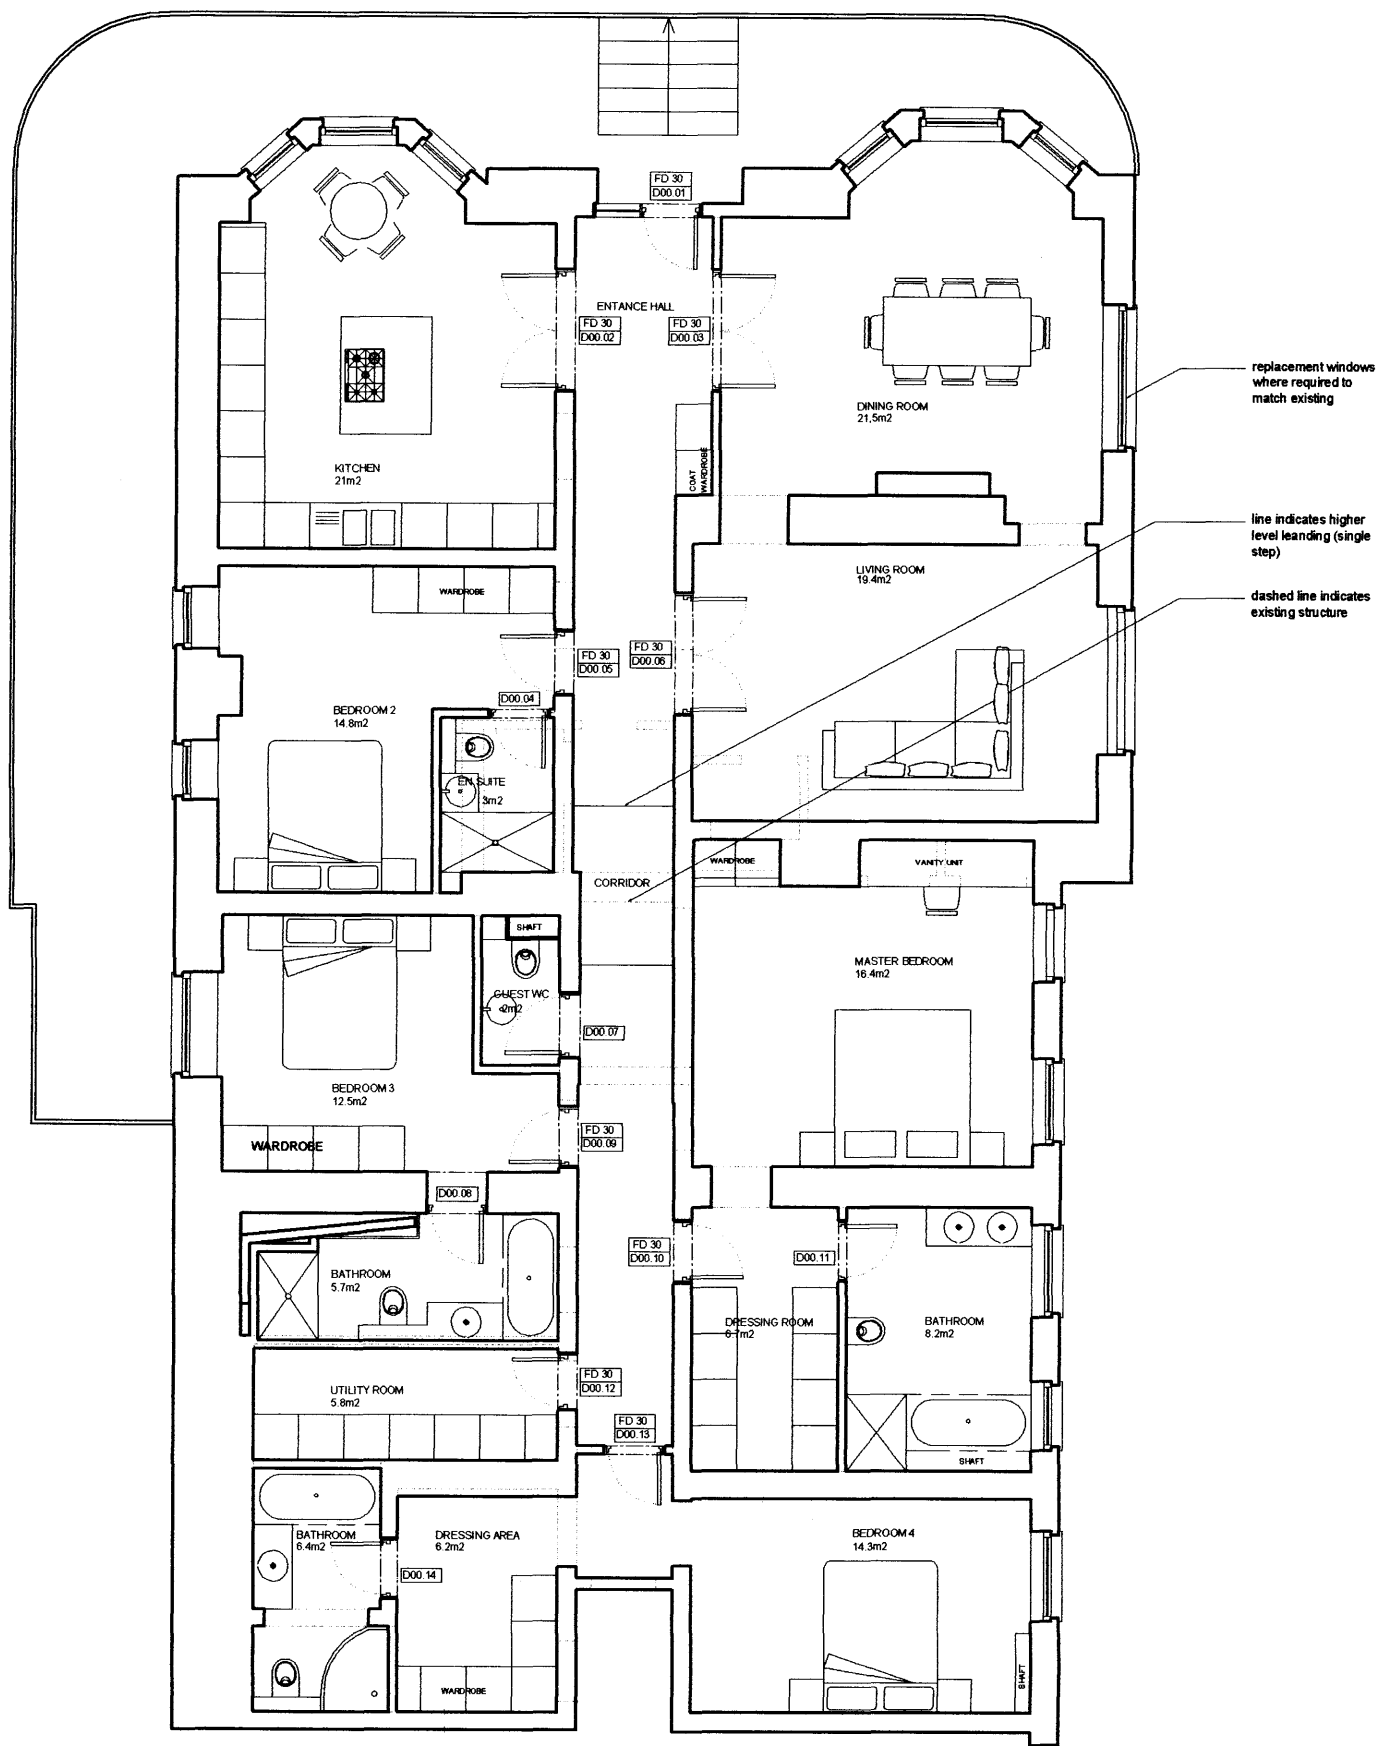 FD 30
D00.01
ENTANCE HALL
FD 30
D00.02
FD 30
D00.03
replacement windows
where required to
match existing
DINING ROOM
21,5m2
KITCHEN
21m2
COAT
WARDROBE
line indicates higher
level leanding (single
step)
LIVING ROOM
19.4m2
WARDROBE
dashed line indicates
existing structure
FD 30
D00.05
FD 30
D00.06
D00.04
BEDROOM 2
14.8m2
EN SUITE
3m2
WARDROBE
VANITY UNIT
CORRIDOR
SHAFT
MASTER BEDROOM
16.4m2
GUEST WC
2m2
D00.07
BEDROOM 3
12.5m2
FD 30
D00.09
WARDROBE
D00.08
FD 30
D00.10
D00.11
BATHROOM
5.7m2
DRESSING ROOM
6.7m2
BATHROOM
8.2m2
FD 30
D00.12
UTILITY ROOM
5.8m2
FD 30
D00.13
SHAFT
BATHROOM
6.4m2
DRESSING AREA
6.2m2
BEDROOM 4
14.3m2
D00.14
SHAFT
WARDROBE